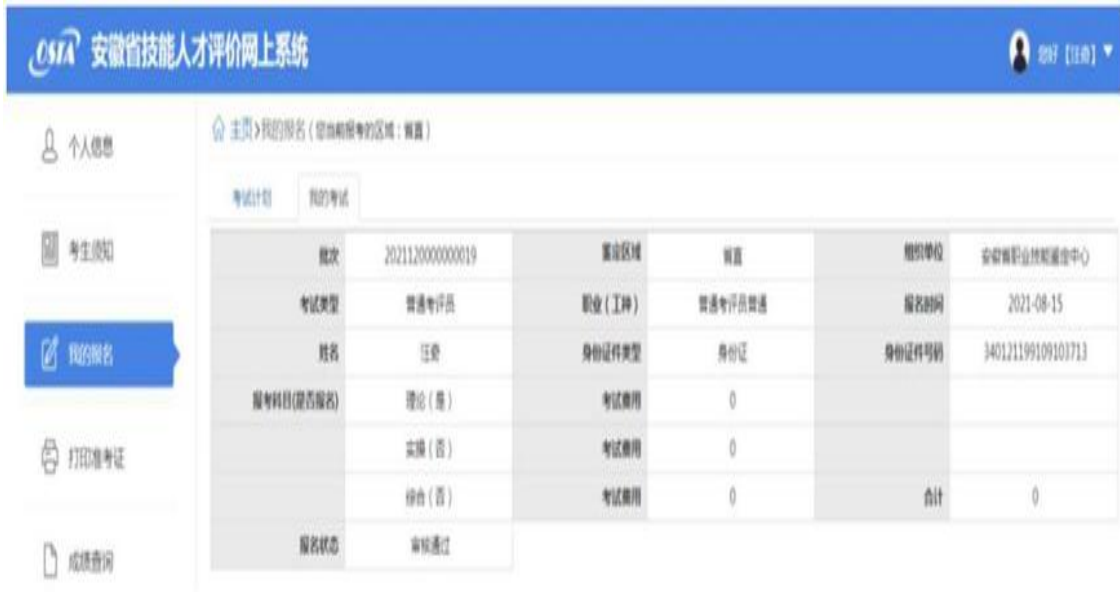 OSTA 安徽省技能人才评价网上系统
您好【汪奇】
个人信息
考生须知
我的报名
打印准考证
成绩查询
主页>我的报名(您当前报考的区域:省直)
考试计划 我的考试
批次 2021120000000019 鉴定区域 省直 组织单位 安徽省职业技能鉴定中心
考试类型 普通考评员 职业(工种) 普通考评员普通 报名时间 2021-08-15
姓名 汪奇 身份证件类型 身份证 身份证件号码 340121199109103713
报考科目(是否报名) 理论(是) 考试费用 0
实操(否) 考试费用 0
综合(否) 考试费用 0 合计 0
报名状态 审核通过